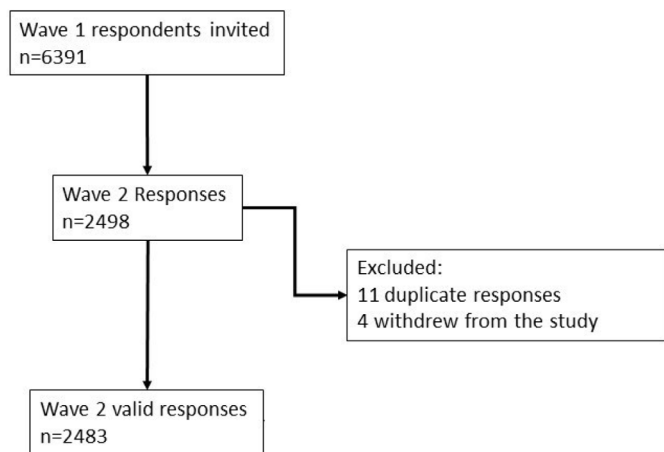 Wave 1 respondents invited
n=6391
Wave 2 Responses
n=2498
Excluded:
11 duplicate responses
4 withdrew from the study
Wave 2 valid responses
n=2483